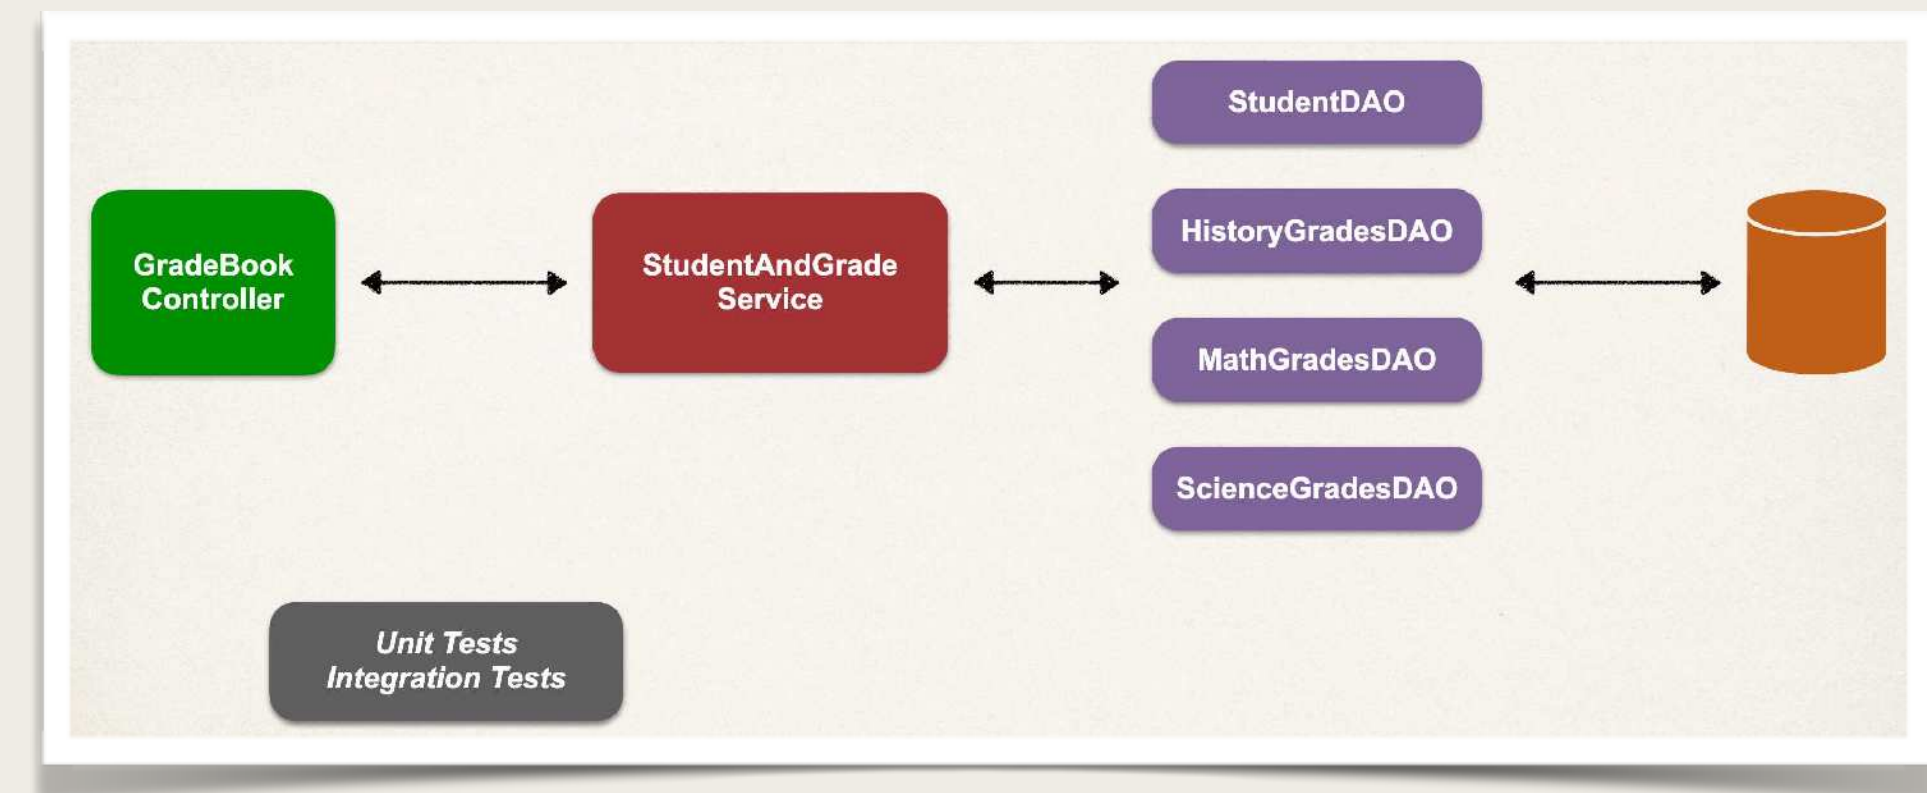 GradeBook
Controller
StudentAndGrade
Service
StudentDAO
HistoryGradesDAO
MathGradesDAO
ScienceGradesDAO
Unit Tests
Integration Tests